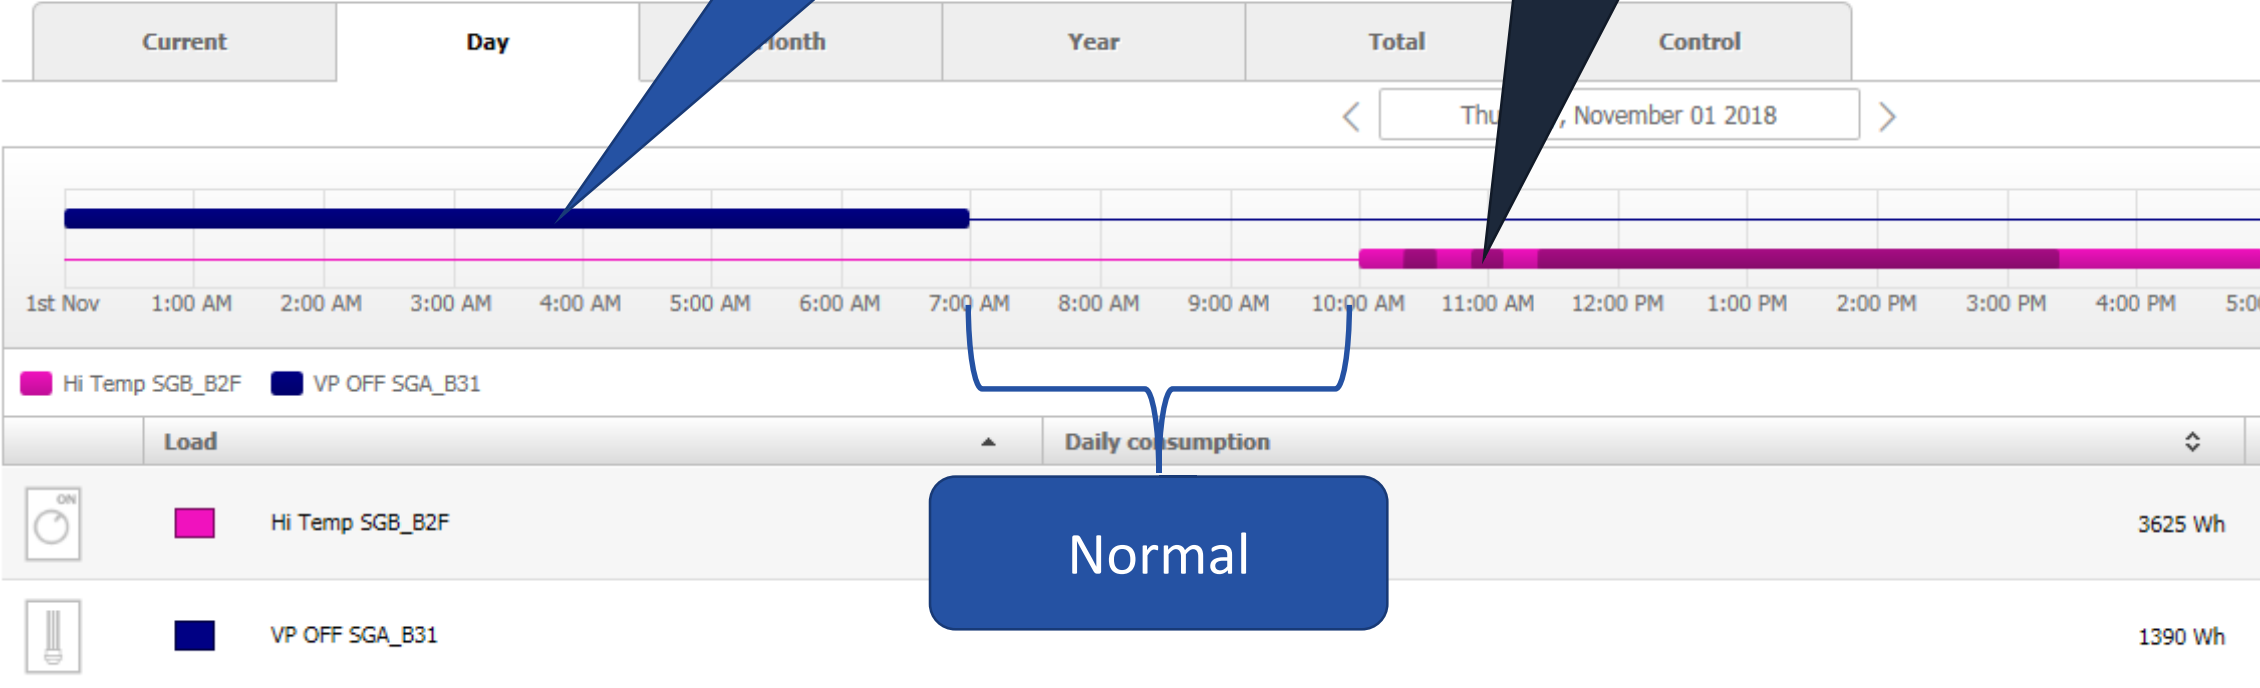 Current Day Year Total Control
November 01 2018
1st Nov 1:00 AM 2:00 AM 3:00 AM 4:00 AM 5:00 AM 6:00 AM 7:00 AM 8:00 AM 9:00 AM 10:00 AM 11:00 AM 12:00 PM 1:00 PM 2:00 PM 3:00 PM 4:00 PM
Hi Temp SGB_B2F VP OFF SGA_B31
Load Daily consumption
ON
Hi Temp SGB_B2F 3625 Wh
Normal
VP OFF SGA_B31 1390 Wh